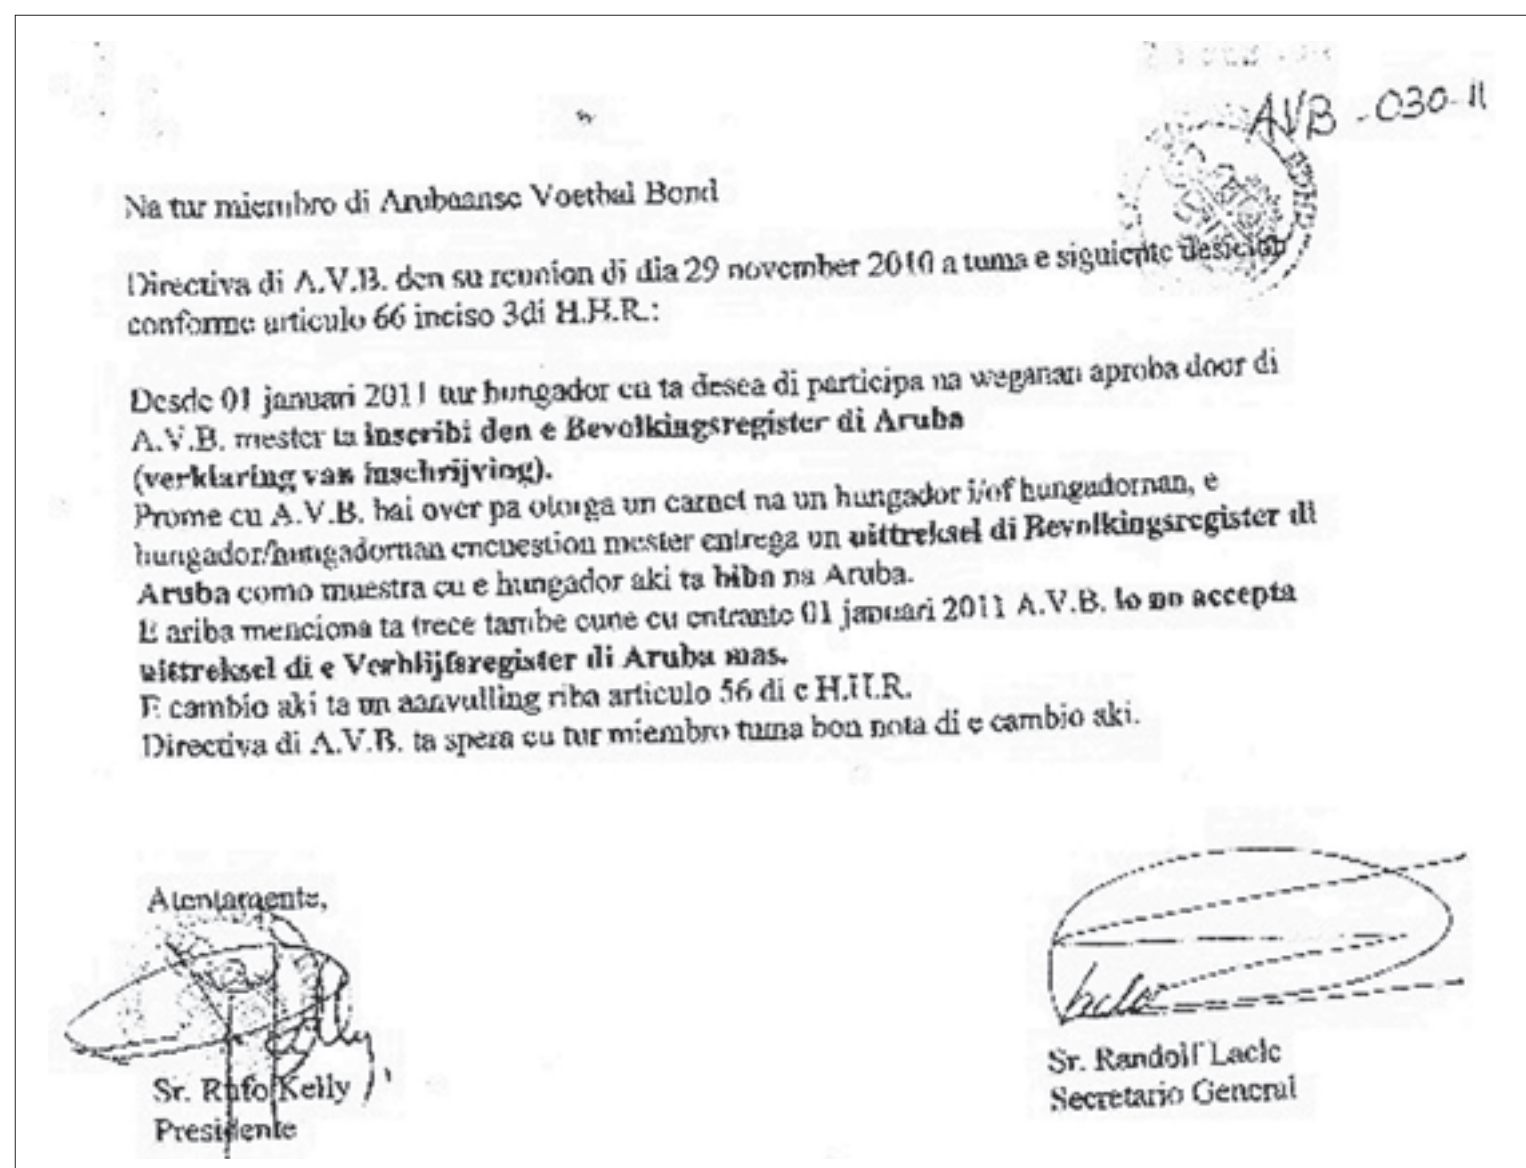 AVB - 030-11
Na tur miembro di Arubaanse Voetbal Bond
Directiva di A.V.B. den su reunion di dia 29 november 2010 a tuma e siguiente desicion
conforme articulo 66 inciso 3di H.H.R.:
Desde 01 januari 2011 tur hungador cu ta desea di participa na weganan aproba door di
A.V.B. mester ta inscribi den e Bevolkingsregister di Aruba
(verklaring van inschrijving).
Prome cu A.V.B. bai over pa otorga un carnet na un hungador i/of hungadornan, e
hungador/hungadornan encuestion mester entrega un uittreksel di Bevolkingsregister di
Aruba como muestra cu e hungador aki ta biba na Aruba.
E ariba menciona ta trece tambe cune cu entrante 01 januari 2011 A.V.B. lo no accepta
uittreksel di e Verblijfsregister di Aruba mas.
E cambio aki ta un aanvulling riba articulo 56 di e H.H.R.
Directiva di A.V.B. ta spera cu tur miembro tuma bon nota di e cambio aki.
Atentamente,
Sr. Rufo Kelly
Presidente
Sr. Randolf Lacle
Secretario General